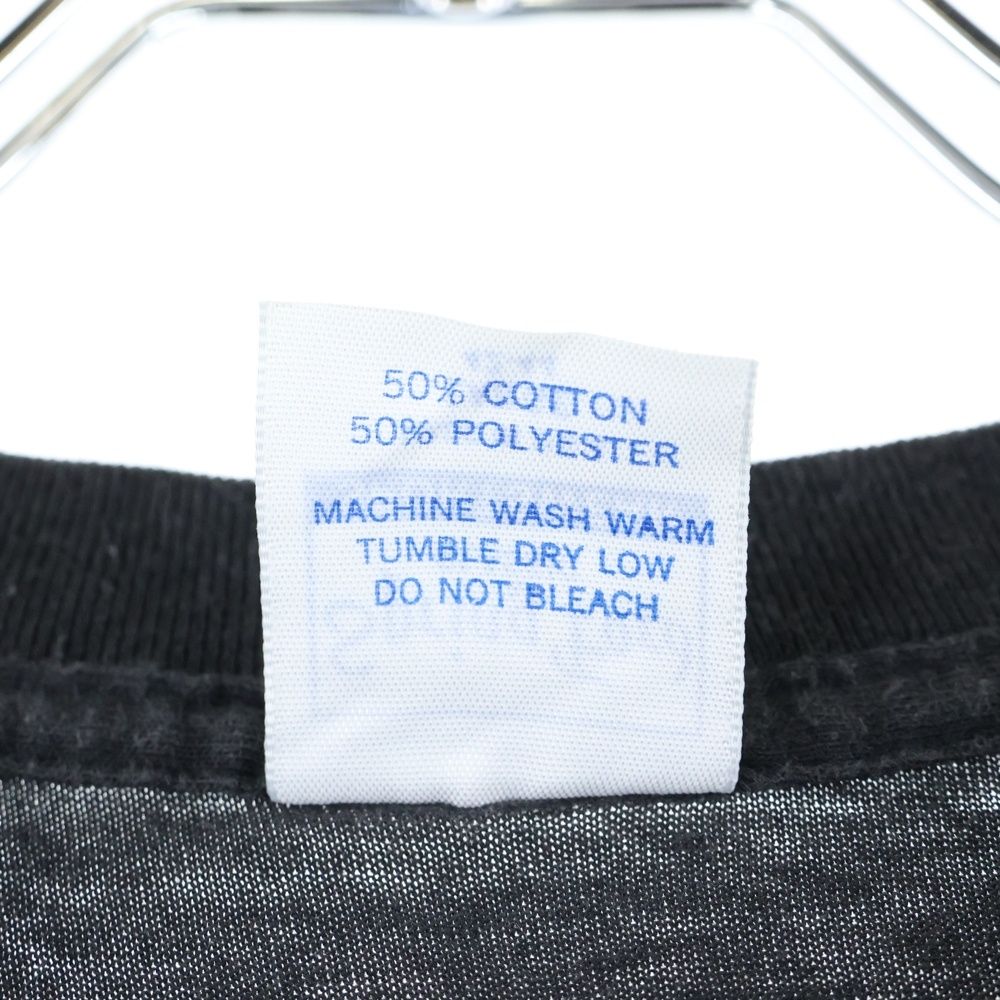 50% COTTON
50% POLYESTER
MACHINE WASH WARM
TUMBLE DRY LOW
DO NOT BLEACH